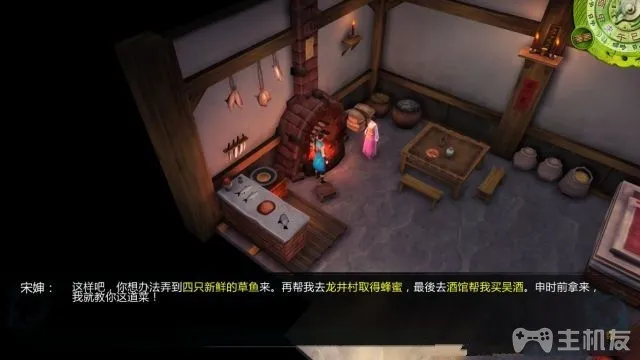 宋婶： 这样吧，你想办法弄到四只新鲜的草鱼来。再帮我去龙井村取得蜂蜜，最後去酒馆帮我买吴酒。申时前拿来，
我就教你这道菜！
主机友